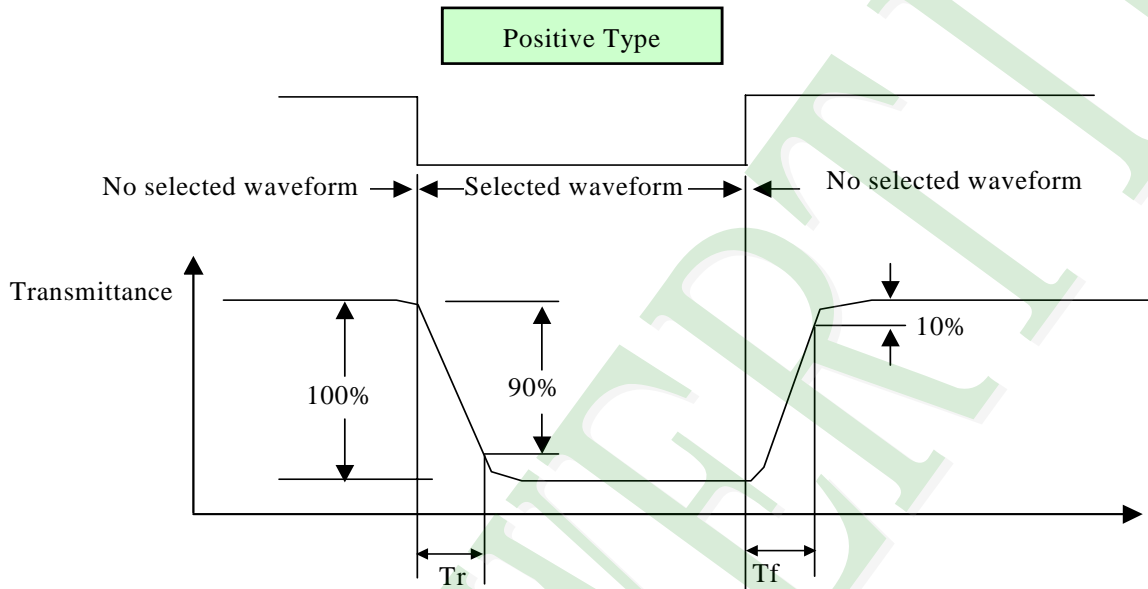 Positive Type
No selected waveform
Selected waveform
No selected waveform
Transmittance
100%
90%
10%
Tr
Tf